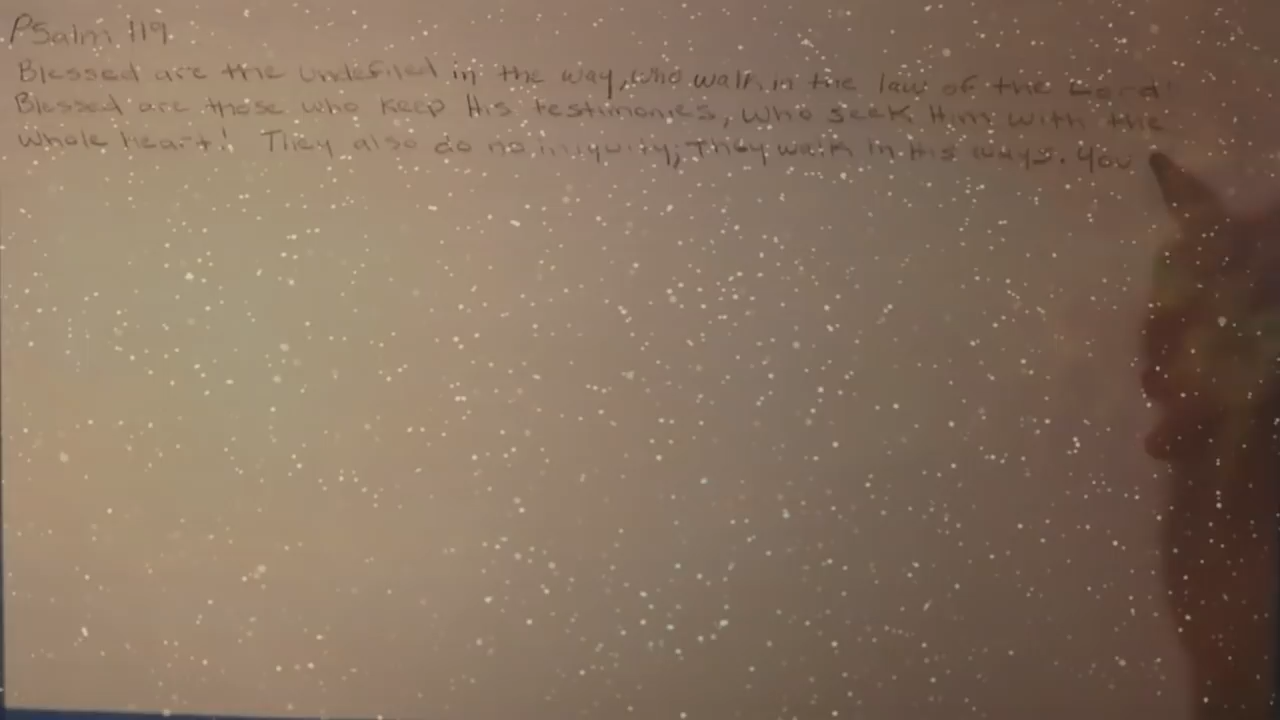 Psalm 119
Blessed are the undefiled in the way, who walk in the law of the Lord!
Blessed are those who keep His testimonies, who seek Him with the
whole heart! They also do no iniquity; They walk in His ways. You